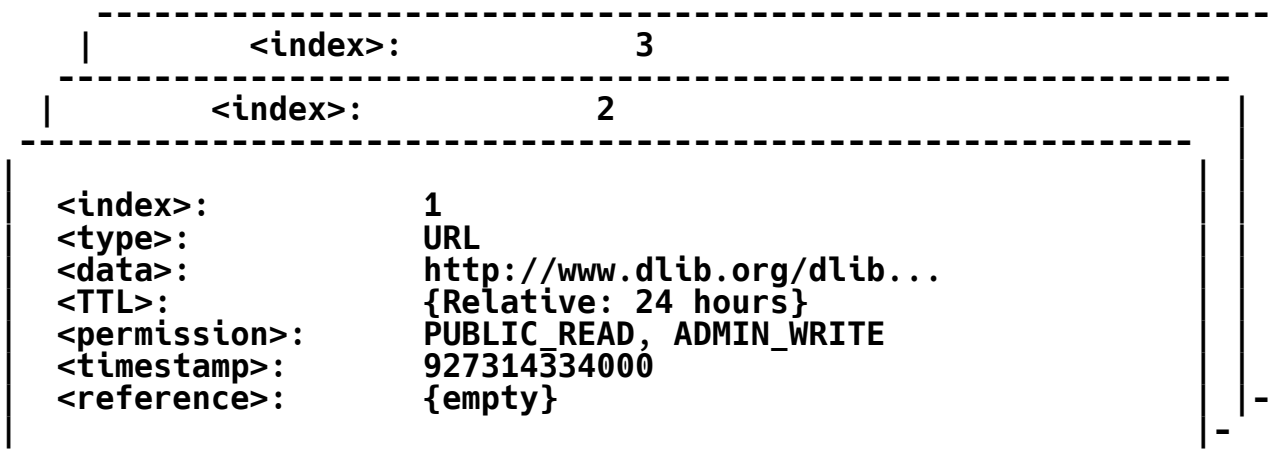 <index>: 3
<index>: 2
<index>: 1
<type>: URL
<data>: http://www.dlib.org/dlib...
<TTL>: {Relative: 24 hours}
<permission>: PUBLIC_READ, ADMIN_WRITE
<timestamp>: 927314334000
<reference>: {empty}